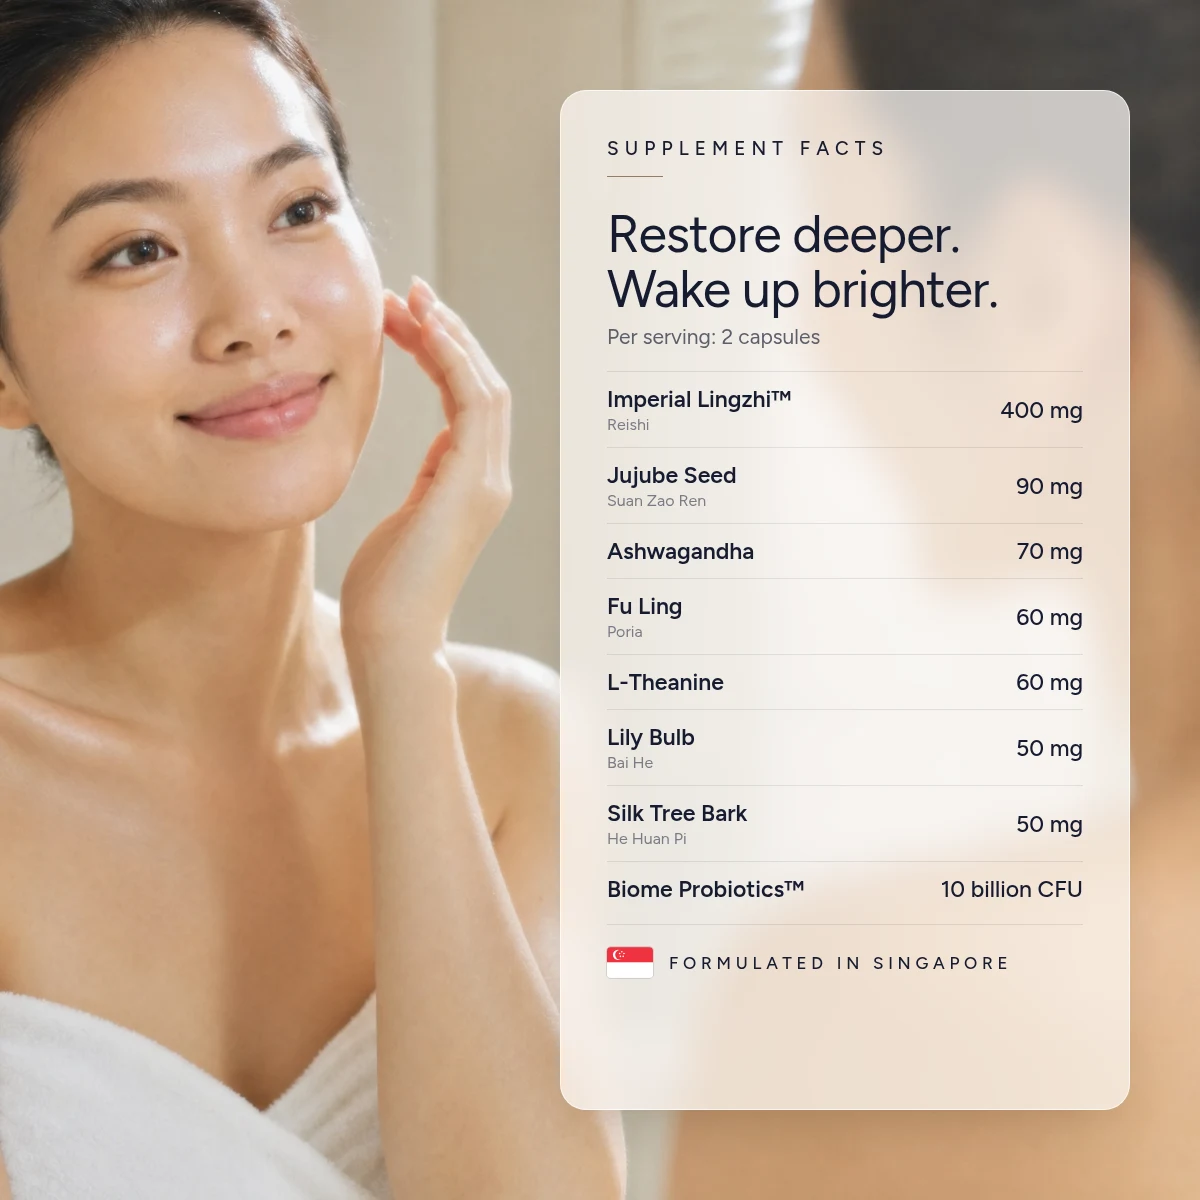 SUPPLEMENT FACTS
Restore deeper.
Wake up brighter.
Per serving: 2 capsules
Imperial Lingzhi™ 400 mg
Reishi
Jujube Seed 90 mg
Suan Zao Ren
Ashwagandha 70 mg
Fu Ling 60 mg
Poria
L-Theanine 60 mg
Lily Bulb 50 mg
Bai He
Silk Tree Bark 50 mg
He Huan Pi
Biome Probiotics™ 10 billion CFU
FORMULATED IN SINGAPORE